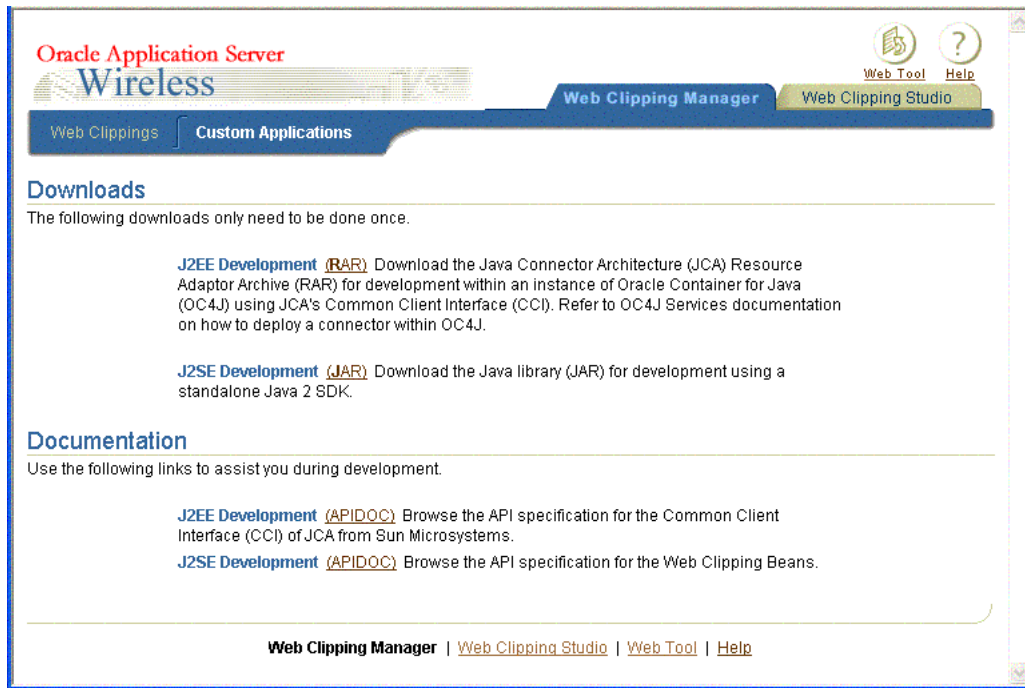 Oracle Application Server
Wireless
Web Tool
Help
Web Clipping Manager
Web Clipping Studio
Web Clippings
Custom Applications
Downloads
The following downloads only need to be done once.
J2EE Development (RAR) Download the Java Connector Architecture (JCA) Resource
Adaptor Archive (RAR) for development within an instance of Oracle Container for Java
(OC4J) using JCA's Common Client Interface (CCI). Refer to OC4J Services documentation
on how to deploy a connector within OC4J.
J2SE Development (JAR) Download the Java library (JAR) for development using a
standalone Java 2 SDK.
Documentation
Use the following links to assist you during development.
J2EE Development (APIDOC) Browse the API specification for the Common Client
Interface (CCI) of JCA from Sun Microsystems.
J2SE Development (APIDOC) Browse the API specification for the Web Clipping Beans.
Web Clipping Manager | Web Clipping Studio | Web Tool | Help